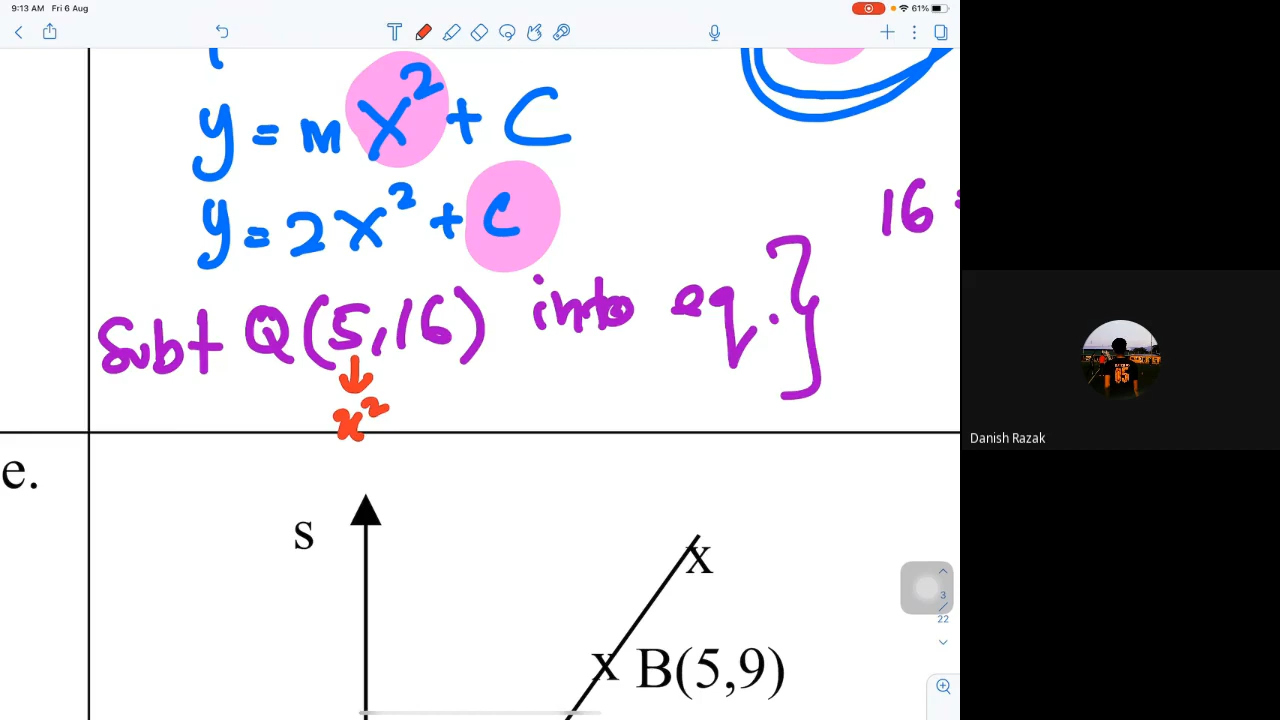 9:13 AM Fri 6 Aug
61%
T
y = mx² + C
y = 2x² + C
16 =
Subt Q(5,16) into eq.}
x²
e.
s
x
x B(5,9)
3
22
Danish Razak
05